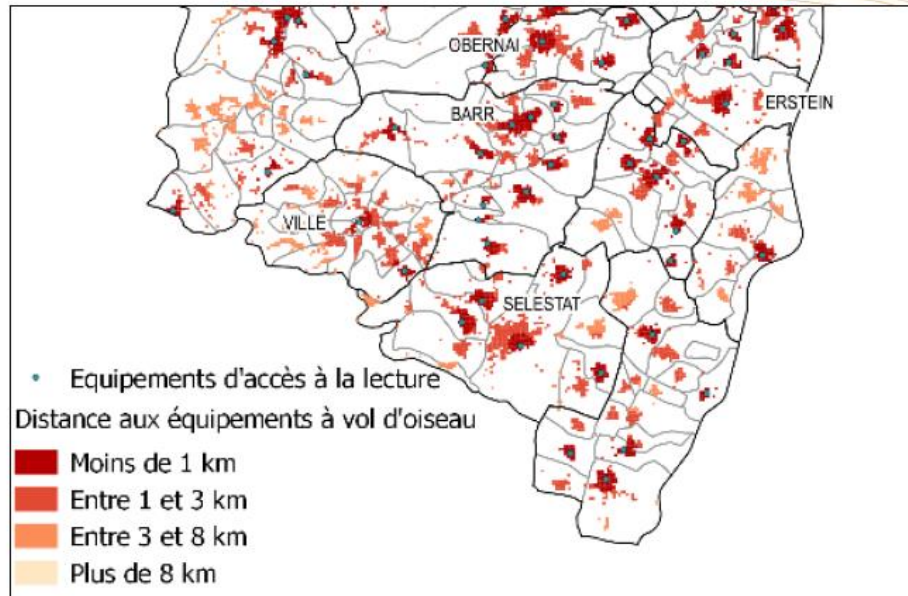 OBERNAI
BARR
ERSTEIN
VILLE
SELESTAT
Equipements d'accès à la lecture
Distance aux équipements à vol d'oiseau
Moins de 1 km
Entre 1 et 3 km
Entre 3 et 8 km
Plus de 8 km